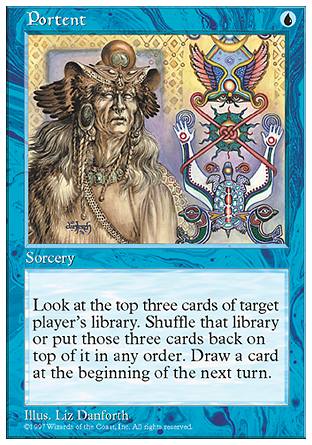 Portent
Sorcery
Look at the top three cards of target
player's library. Shuffle that library
or put those three cards back on
top of it in any order. Draw a card
at the beginning of the next turn.
Illus. Liz Danforth
©1997 Wizards of the Coast, Inc. All rights reserved.